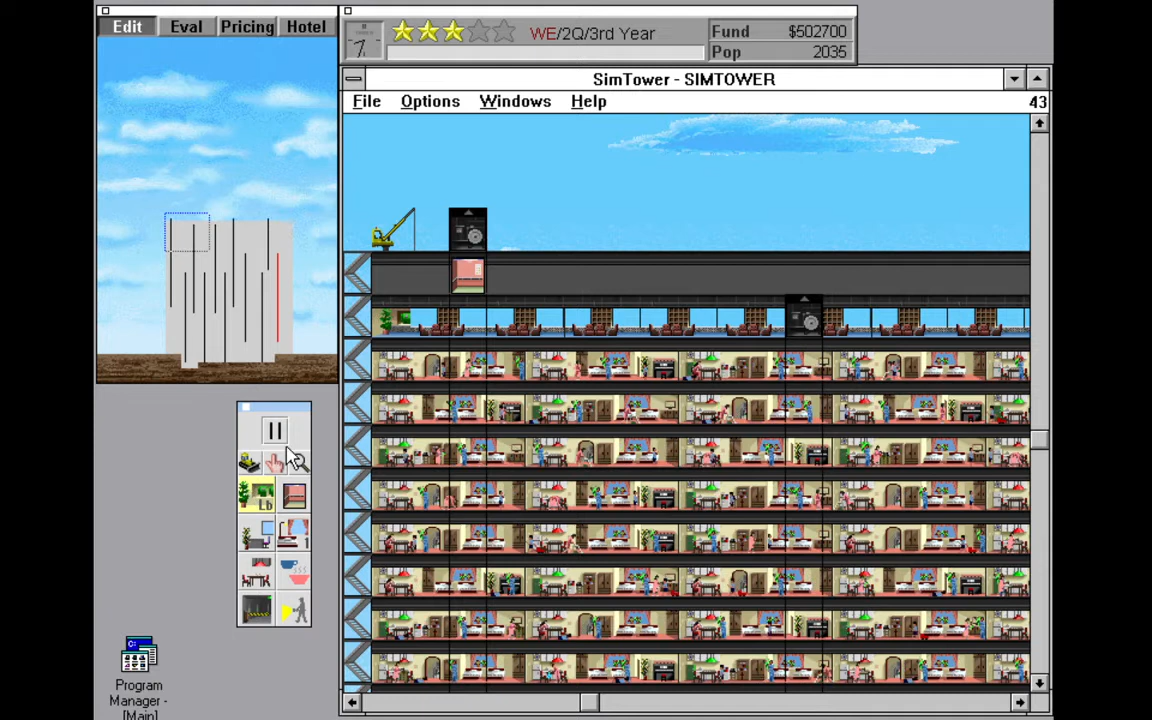 Edit Eval Pricing Hotel
WE/2Q/3rd Year
Fund $502700
Pop 2035
SimTower - SIMTOWER
File Options Windows Help 43
Lb
Program
Manager -
[Main]